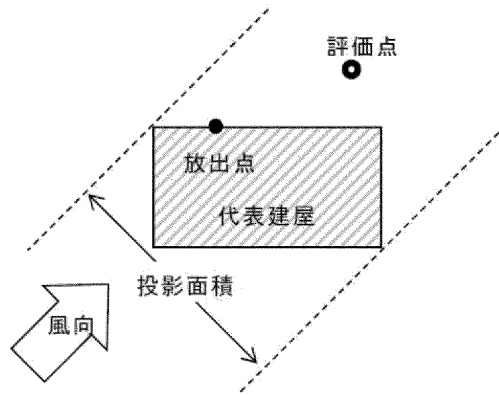 評価点
放出点
代表建屋
投影面積
風向